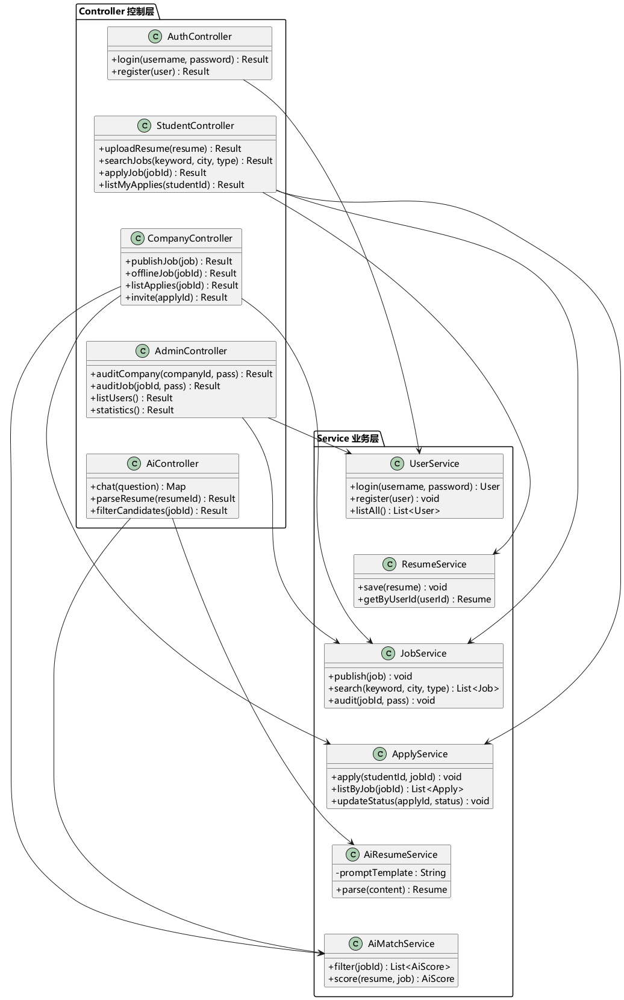 Controller 控制层
C AuthController
+login(username, password) : Result
+register(user) : Result
C StudentController
+uploadResume(resume) : Result
+searchJobs(keyword, city, type) : Result
+applyJob(jobId) : Result
+listMyApplies(studentId) : Result
C CompanyController
+publishJob(job) : Result
+offlineJob(jobId) : Result
+listApplies(jobId) : Result
+invite(applyId) : Result
C AdminController
+auditCompany(companyId, pass) : Result
+auditJob(jobId, pass) : Result
+listUsers() : Result
+statistics() : Result
C AiController
+chat(question) : Map
+parseResume(resumeId) : Result
+filterCandidates(jobId) : Result
Service 业务层
C UserService
+login(username, password) : User
+register(user) : void
+listAll() : List<User>
C ResumeService
+save(resume) : void
+getByUserId(userId) : Resume
C JobService
+publish(job) : void
+search(keyword, city, type) : List<Job>
+audit(jobId, pass) : void
C ApplyService
+apply(studentId, jobId) : void
+listByJob(jobId) : List<Apply>
+updateStatus(applyId, status) : void
C AiResumeService
-promptTemplate : String
+parse(content) : Resume
C AiMatchService
+filter(jobId) : List<AiScore>
+score(resume, job) : AiScore